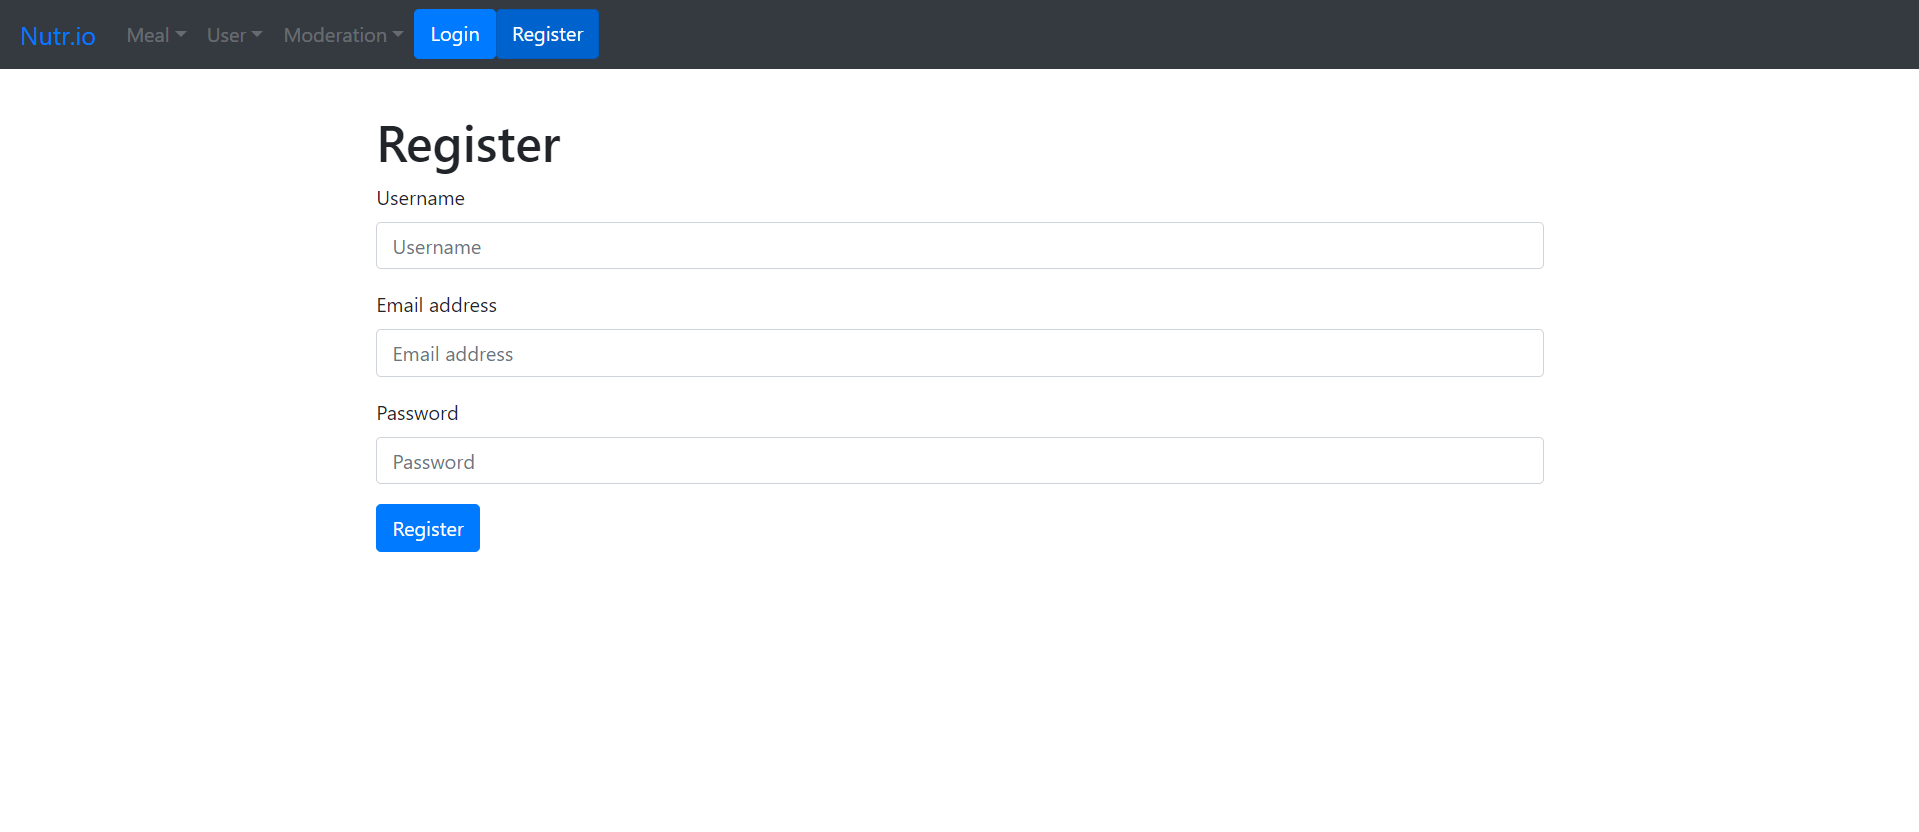 Nutr.io Meal User Moderation Login Register
Register
Username
Username
Email address
Email address
Password
Password
Register